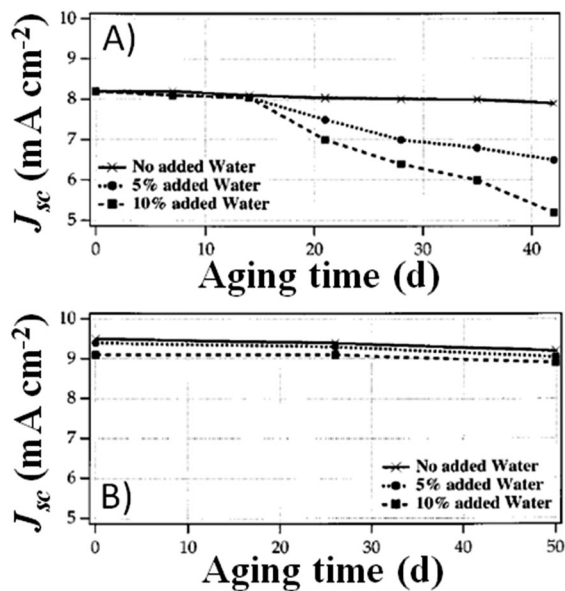 A)
10
9
8
7
6
5
J_sc (mA cm⁻²)
No added Water
5% added Water
10% added Water
0
10
20
30
40
Aging time (d)
10
9
8
7
6
5
J_sc (mA cm⁻²)
B)
No added Water
5% added Water
10% added Water
0
10
20
30
40
50
Aging time (d)